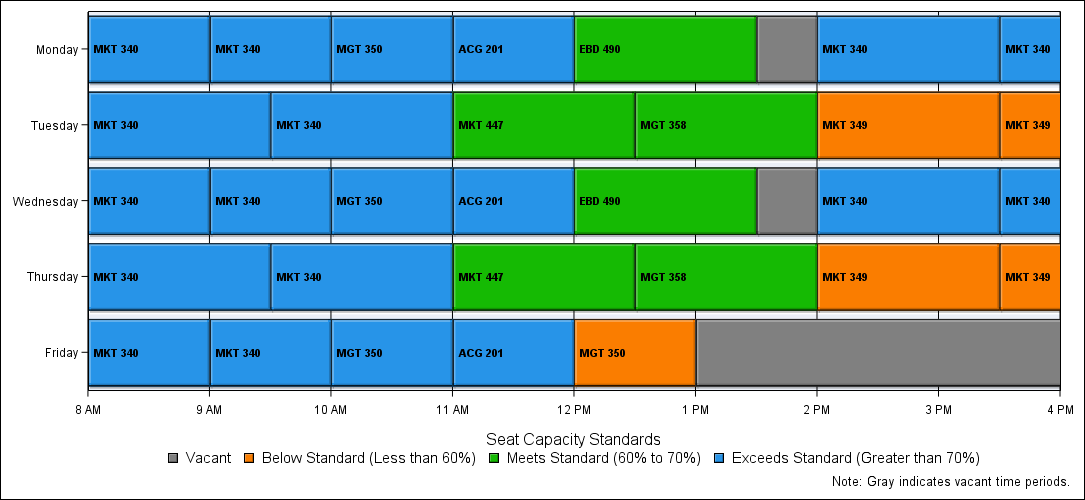 Monday MKT 340 MKT 340 MGT 350 ACG 201 EBD 490 MKT 340 MKT 340
Tuesday MKT 340 MKT 340 MKT 447 MGT 358 MKT 349 MKT 349
Wednesday MKT 340 MKT 340 MGT 350 ACG 201 EBD 490 MKT 340 MKT 340
Thursday MKT 340 MKT 340 MKT 447 MGT 358 MKT 349 MKT 349
Friday MKT 340 MKT 340 MGT 350 ACG 201 MGT 350
8 AM 9 AM 10 AM 11 AM 12 PM 1 PM 2 PM 3 PM 4 PM
Seat Capacity Standards
Vacant Below Standard (Less than 60%) Meets Standard (60% to 70%) Exceeds Standard (Greater than 70%)
Note: Gray indicates vacant time periods.